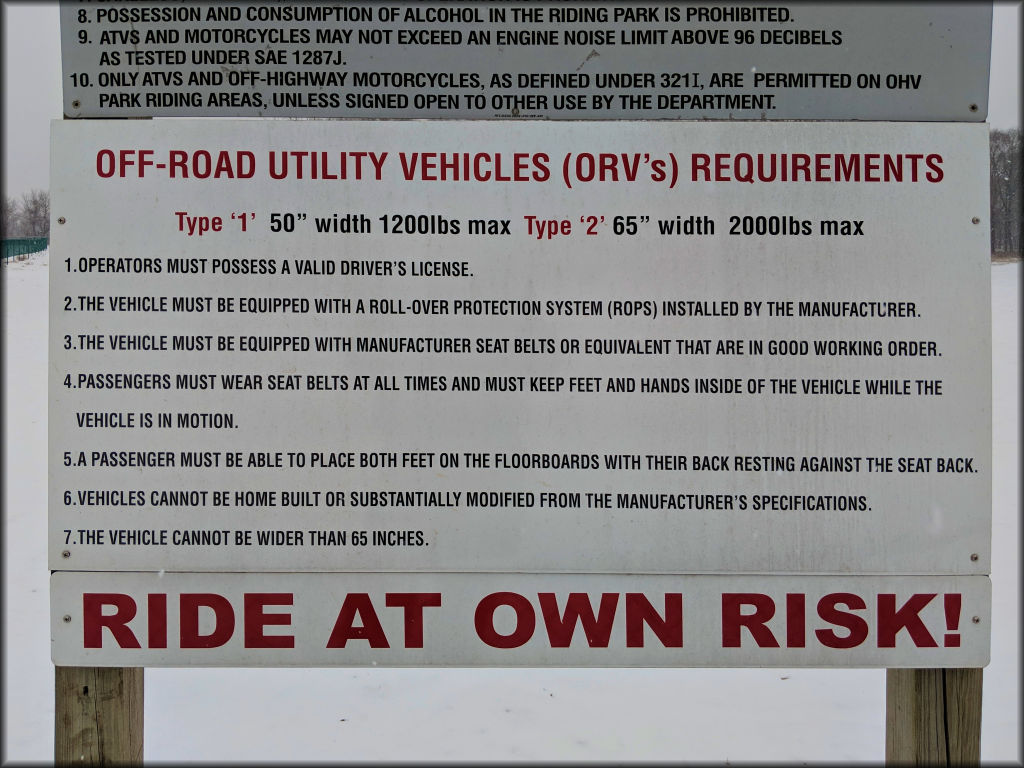 8. POSSESSION AND CONSUMPTION OF ALCOHOL IN THE RIDING PARK IS PROHIBITED.
9. ATVS AND MOTORCYCLES MAY NOT EXCEED AN ENGINE NOISE LIMIT ABOVE 96 DECIBELS
AS TESTED UNDER SAE 1287J.
10. ONLY ATVS AND OFF-HIGHWAY MOTORCYCLES, AS DEFINED UNDER 321I, ARE PERMITTED ON OHV
PARK RIDING AREAS, UNLESS SIGNED OPEN TO OTHER USE BY THE DEPARTMENT.
OFF-ROAD UTILITY VEHICLES (ORV's) REQUIREMENTS
Type ‘1’ 50” width 1200lbs max Type ‘2’ 65” width 2000lbs max
1.OPERATORS MUST POSSESS A VALID DRIVER'S LICENSE.
2.THE VEHICLE MUST BE EQUIPPED WITH A ROLL-OVER PROTECTION SYSTEM (ROPS) INSTALLED BY THE MANUFACTURER.
3.THE VEHICLE MUST BE EQUIPPED WITH MANUFACTURER SEAT BELTS OR EQUIVALENT THAT ARE IN GOOD WORKING ORDER.
4.PASSENGERS MUST WEAR SEAT BELTS AT ALL TIMES AND MUST KEEP FEET AND HANDS INSIDE OF THE VEHICLE WHILE THE
VEHICLE IS IN MOTION.
5.A PASSENGER MUST BE ABLE TO PLACE BOTH FEET ON THE FLOORBOARDS WITH THEIR BACK RESTING AGAINST THE SEAT BACK.
6.VEHICLES CANNOT BE HOME BUILT OR SUBSTANTIALLY MODIFIED FROM THE MANUFACTURER'S SPECIFICATIONS.
7.THE VEHICLE CANNOT BE WIDER THAN 65 INCHES.
RIDE AT OWN RISK!